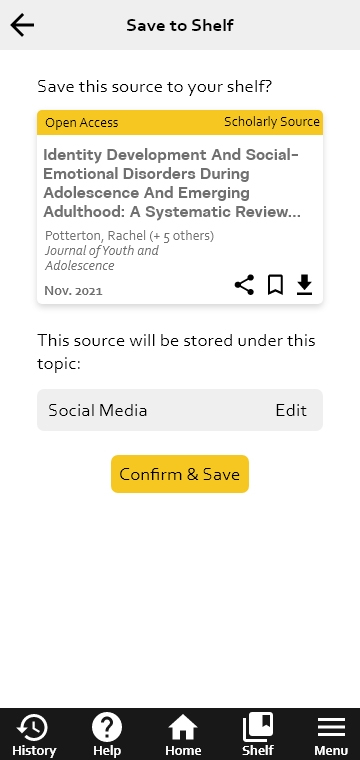 Save to Shelf
Save this source to your shelf?
Open Access
Scholarly Source
Identity Development And Social-
Emotional Disorders During
Adolescence And Emerging
Adulthood: A Systematic Review...
Potterton, Rachel (+ 5 others)
Journal of Youth and
Adolescence
Nov. 2021
This source will be stored under this
topic:
Social Media
Edit
Confirm & Save
History
Help
Home
Shelf
Menu